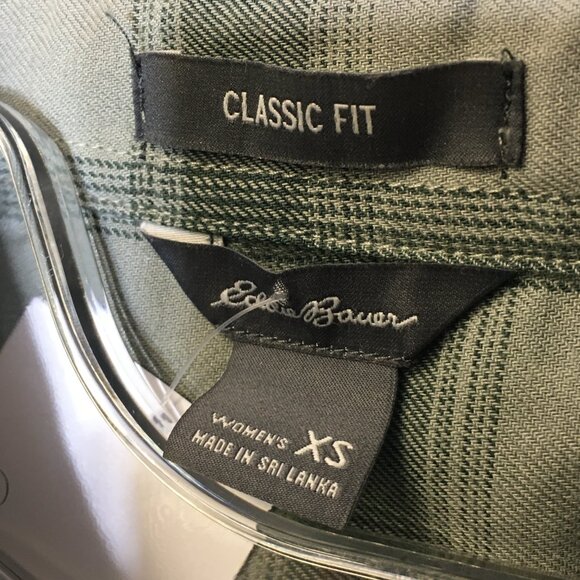 CLASSIC FIT
Eddie Bauer
WOMEN'S XS
MADE IN SRI LANKA